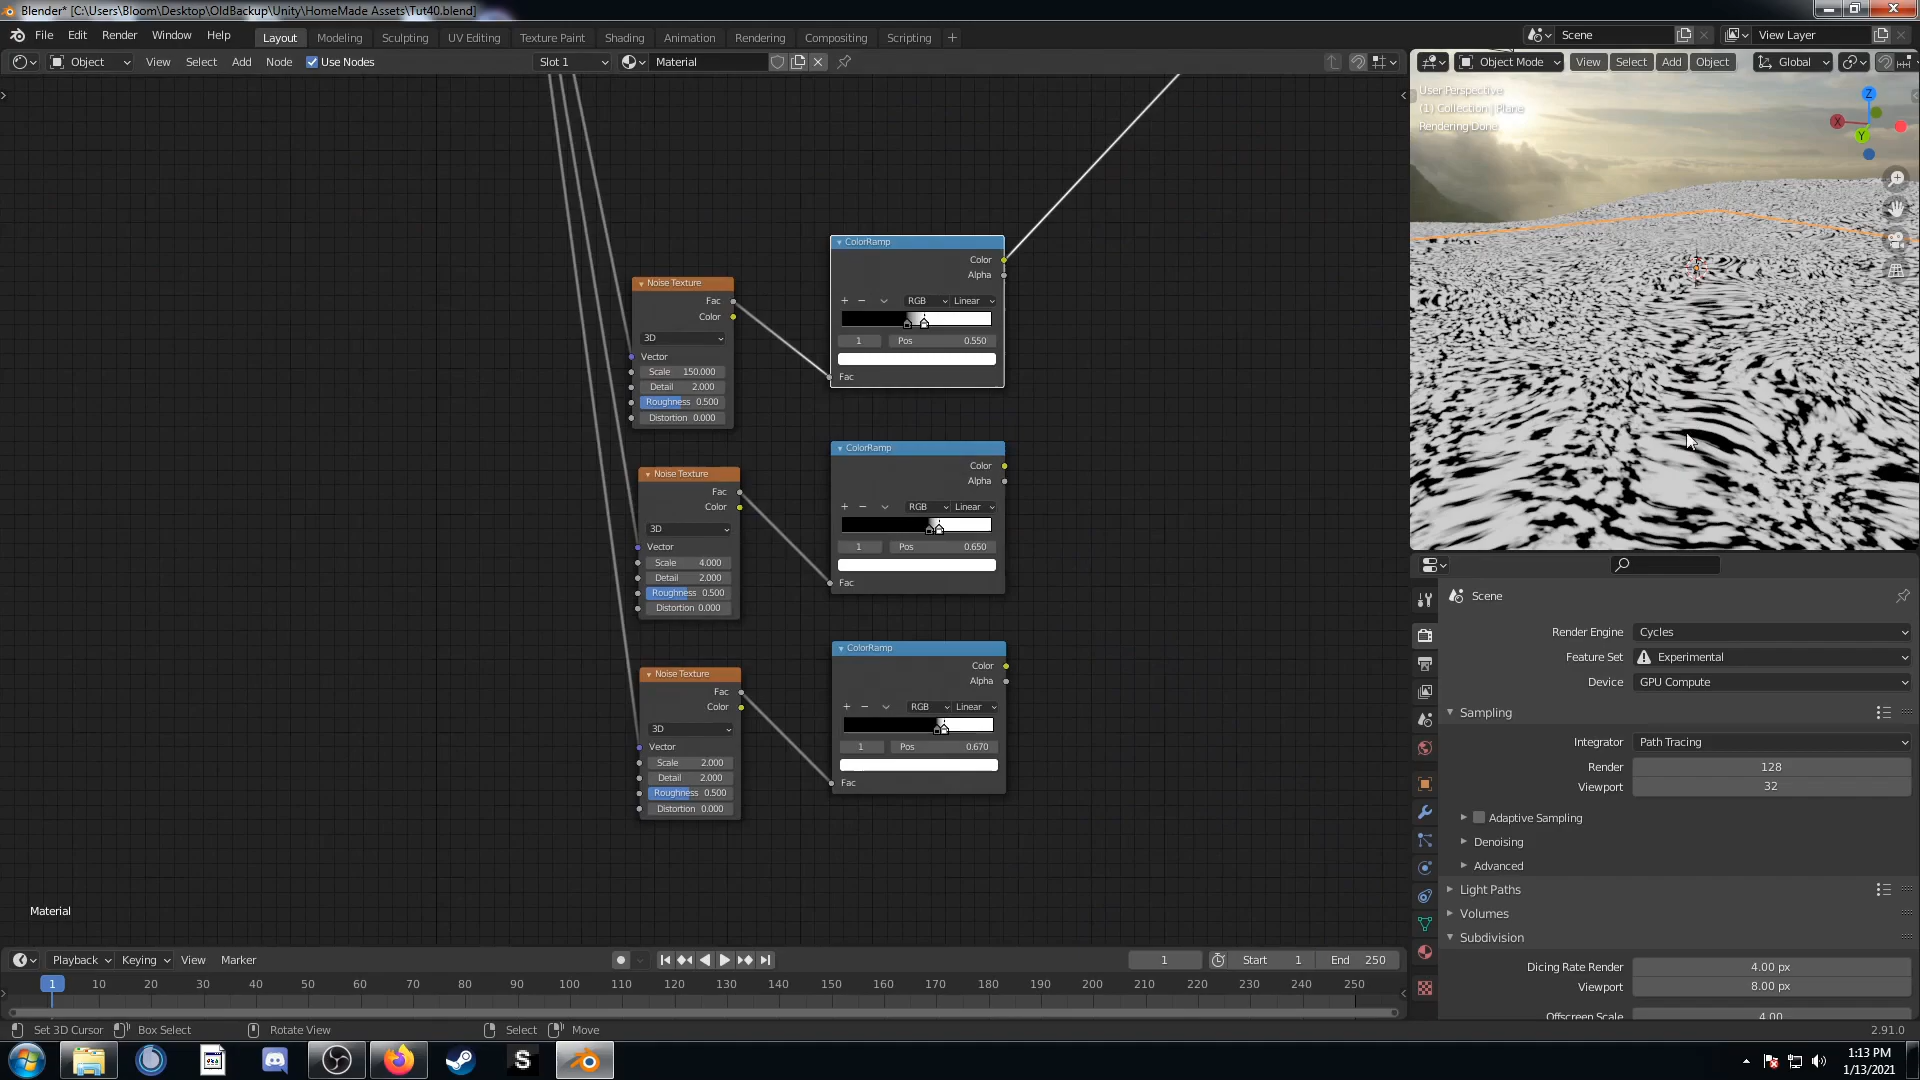 Blender* [C:\Users\Bloom\Desktop\OldBackup\Unity\HomeMade Assets\Tut40.blend]
File Edit Render Window Help
Layout Modeling Sculpting UV Editing Texture Paint Shading Animation Rendering Compositing Scripting +
Scene
View Layer
Object View Select Add Node Use Nodes Slot 1 Material
Object Mode View Select Add Object Global
User Perspective
(1) Collection | Plane
Rendering Done
Z
X
Y
ColorRamp
Color
Alpha
RGB Linear
1 Pos 0.550
Fac
Noise Texture
Fac
Color
3D
Vector
Scale 150.000
Detail 2.000
Roughness 0.500
Distortion 0.000
ColorRamp
Color
Alpha
RGB Linear
1 Pos 0.650
Fac
Noise Texture
Fac
Color
3D
Vector
Scale 4.000
Detail 2.000
Roughness 0.500
Distortion 0.000
ColorRamp
Color
Alpha
RGB Linear
1 Pos 0.670
Fac
Noise Texture
Fac
Color
3D
Vector
Scale 2.000
Detail 2.000
Roughness 0.500
Distortion 0.000
Material
Scene
Render Engine Cycles
Feature Set Experimental
Device GPU Compute
Sampling
Integrator Path Tracing
Render 128
Viewport 32
Adaptive Sampling
Denoising
Advanced
Light Paths
Volumes
Subdivision
Dicing Rate Render 4.00 px
Viewport 8.00 px
Offscreen Scale 4.00
Playback Keying View Marker
1 Start 1 End 250
1 10 20 30 40 50 60 70 80 90 100 110 120 130 140 150 160 170 180 190 200 210 220 230 240 250
Set 3D Cursor Box Select Rotate View Select Move
2.91.0
S
1:13 PM
1/13/2021